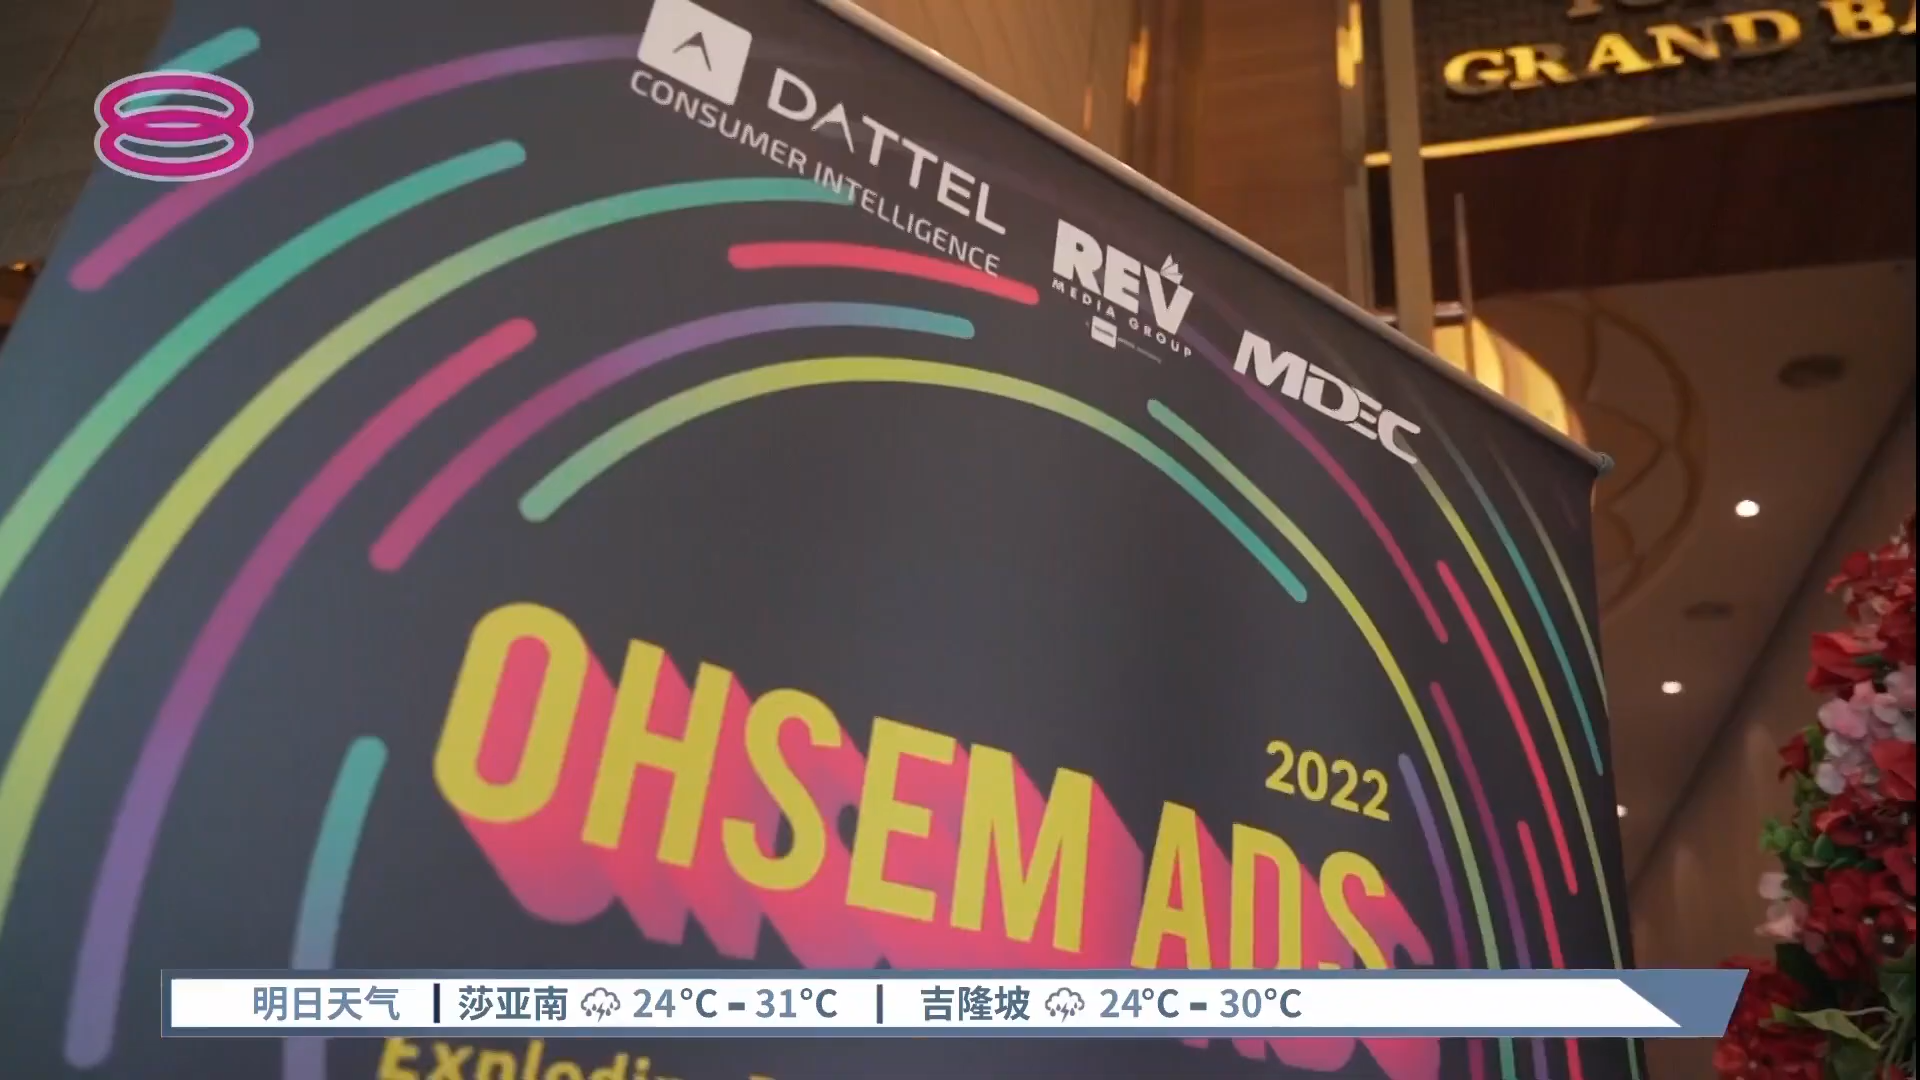 GRAND BA
DATTEL
CONSUMER INTELLIGENCE
REV
MEDIA GROUP
MDEC
2022
OHSEM ADS
明日天气 | 莎亚南 24°C - 31°C | 吉隆坡 24°C - 30°C